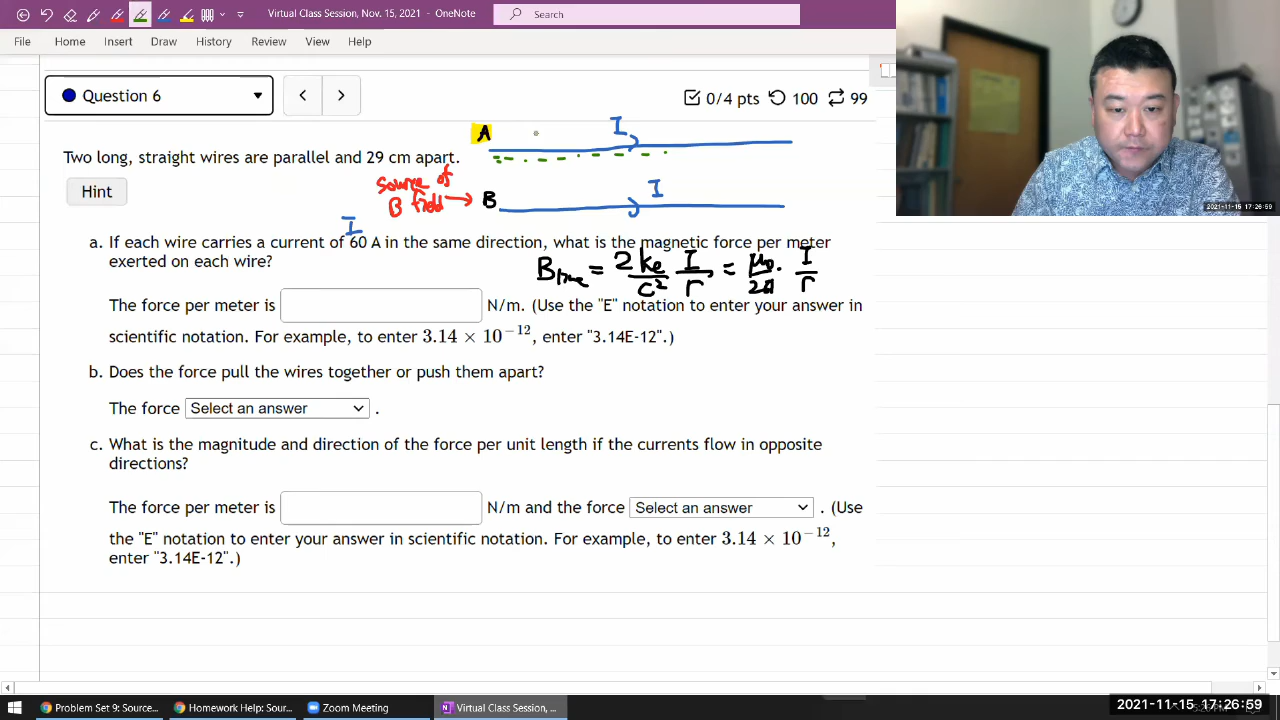 Virtual Class Session, Nov. 15, 2021 - OneNote
Search
File Home Insert Draw History Review View Help
Question 6
0/4 pts 100 99
A
I
Two long, straight wires are parallel and 29 cm apart.
Hint
Source of
B field
B
I
I
a. If each wire carries a current of 60 A in the same direction, what is the magnetic force per meter
exerted on each wire?
B line = 2ke/c² I/r = μ₀/2π · I/r
The force per meter is N/m. (Use the "E" notation to enter your answer in
scientific notation. For example, to enter 3.14 × 10⁻¹², enter "3.14E-12".)
b. Does the force pull the wires together or push them apart?
The force Select an answer .
c. What is the magnitude and direction of the force per unit length if the currents flow in opposite
directions?
The force per meter is N/m and the force Select an answer . (Use
the "E" notation to enter your answer in scientific notation. For example, to enter 3.14 × 10⁻¹²,
enter "3.14E-12".)
2021-11-15 17:26:59
Problem Set 9: Source...
Homework Help: Sour...
Zoom Meeting
Virtual Class Session, ...
2021-11-15 17:26:59